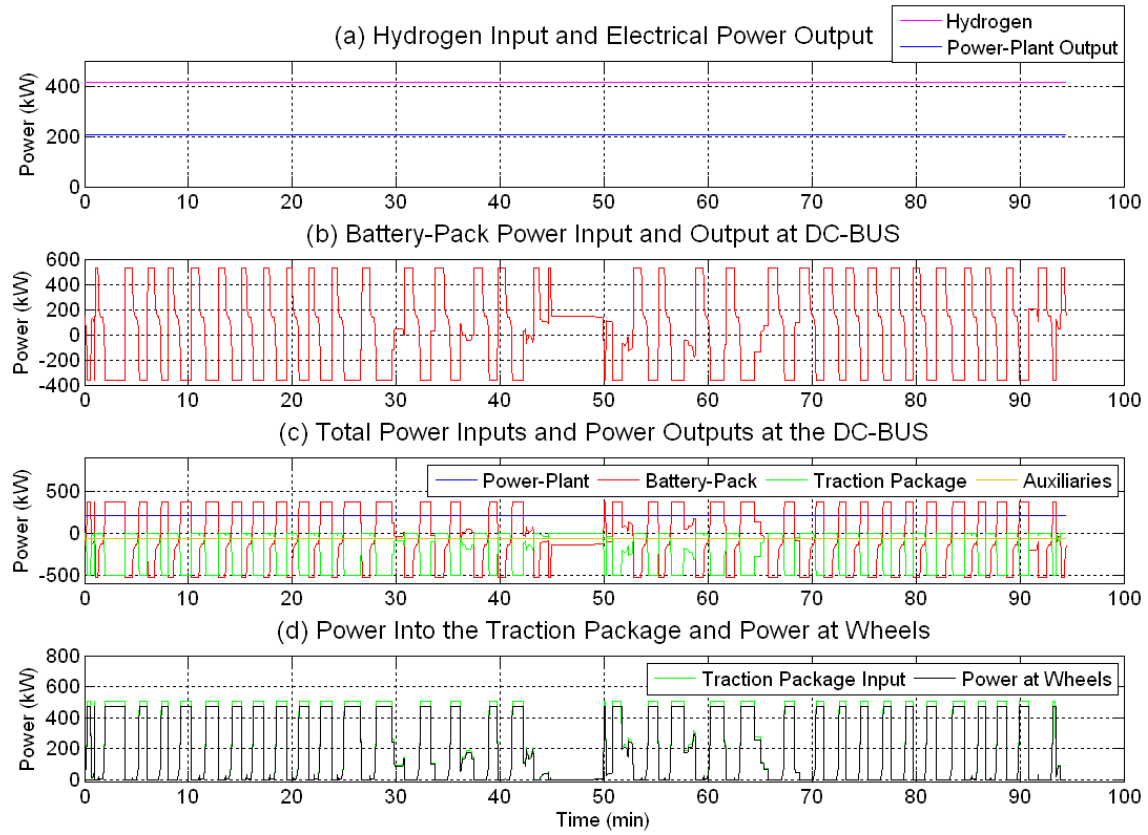 (a) Hydrogen Input and Electrical Power Output
Hydrogen
Power-Plant Output
Power (kW)
400
200
0
0 10 20 30 40 50 60 70 80 90 100
(b) Battery-Pack Power Input and Output at DC-BUS
Power (kW)
600
400
200
0
-200
-400
0 10 20 30 40 50 60 70 80 90 100
(c) Total Power Inputs and Power Outputs at the DC-BUS
Power-Plant Battery-Pack Traction Package Auxiliaries
Power (kW)
500
0
-500
0 10 20 30 40 50 60 70 80 90 100
(d) Power Into the Traction Package and Power at Wheels
Traction Package Input Power at Wheels
Power (kW)
800
600
400
200
0
0 10 20 30 40 50 60 70 80 90 100
Time (min)